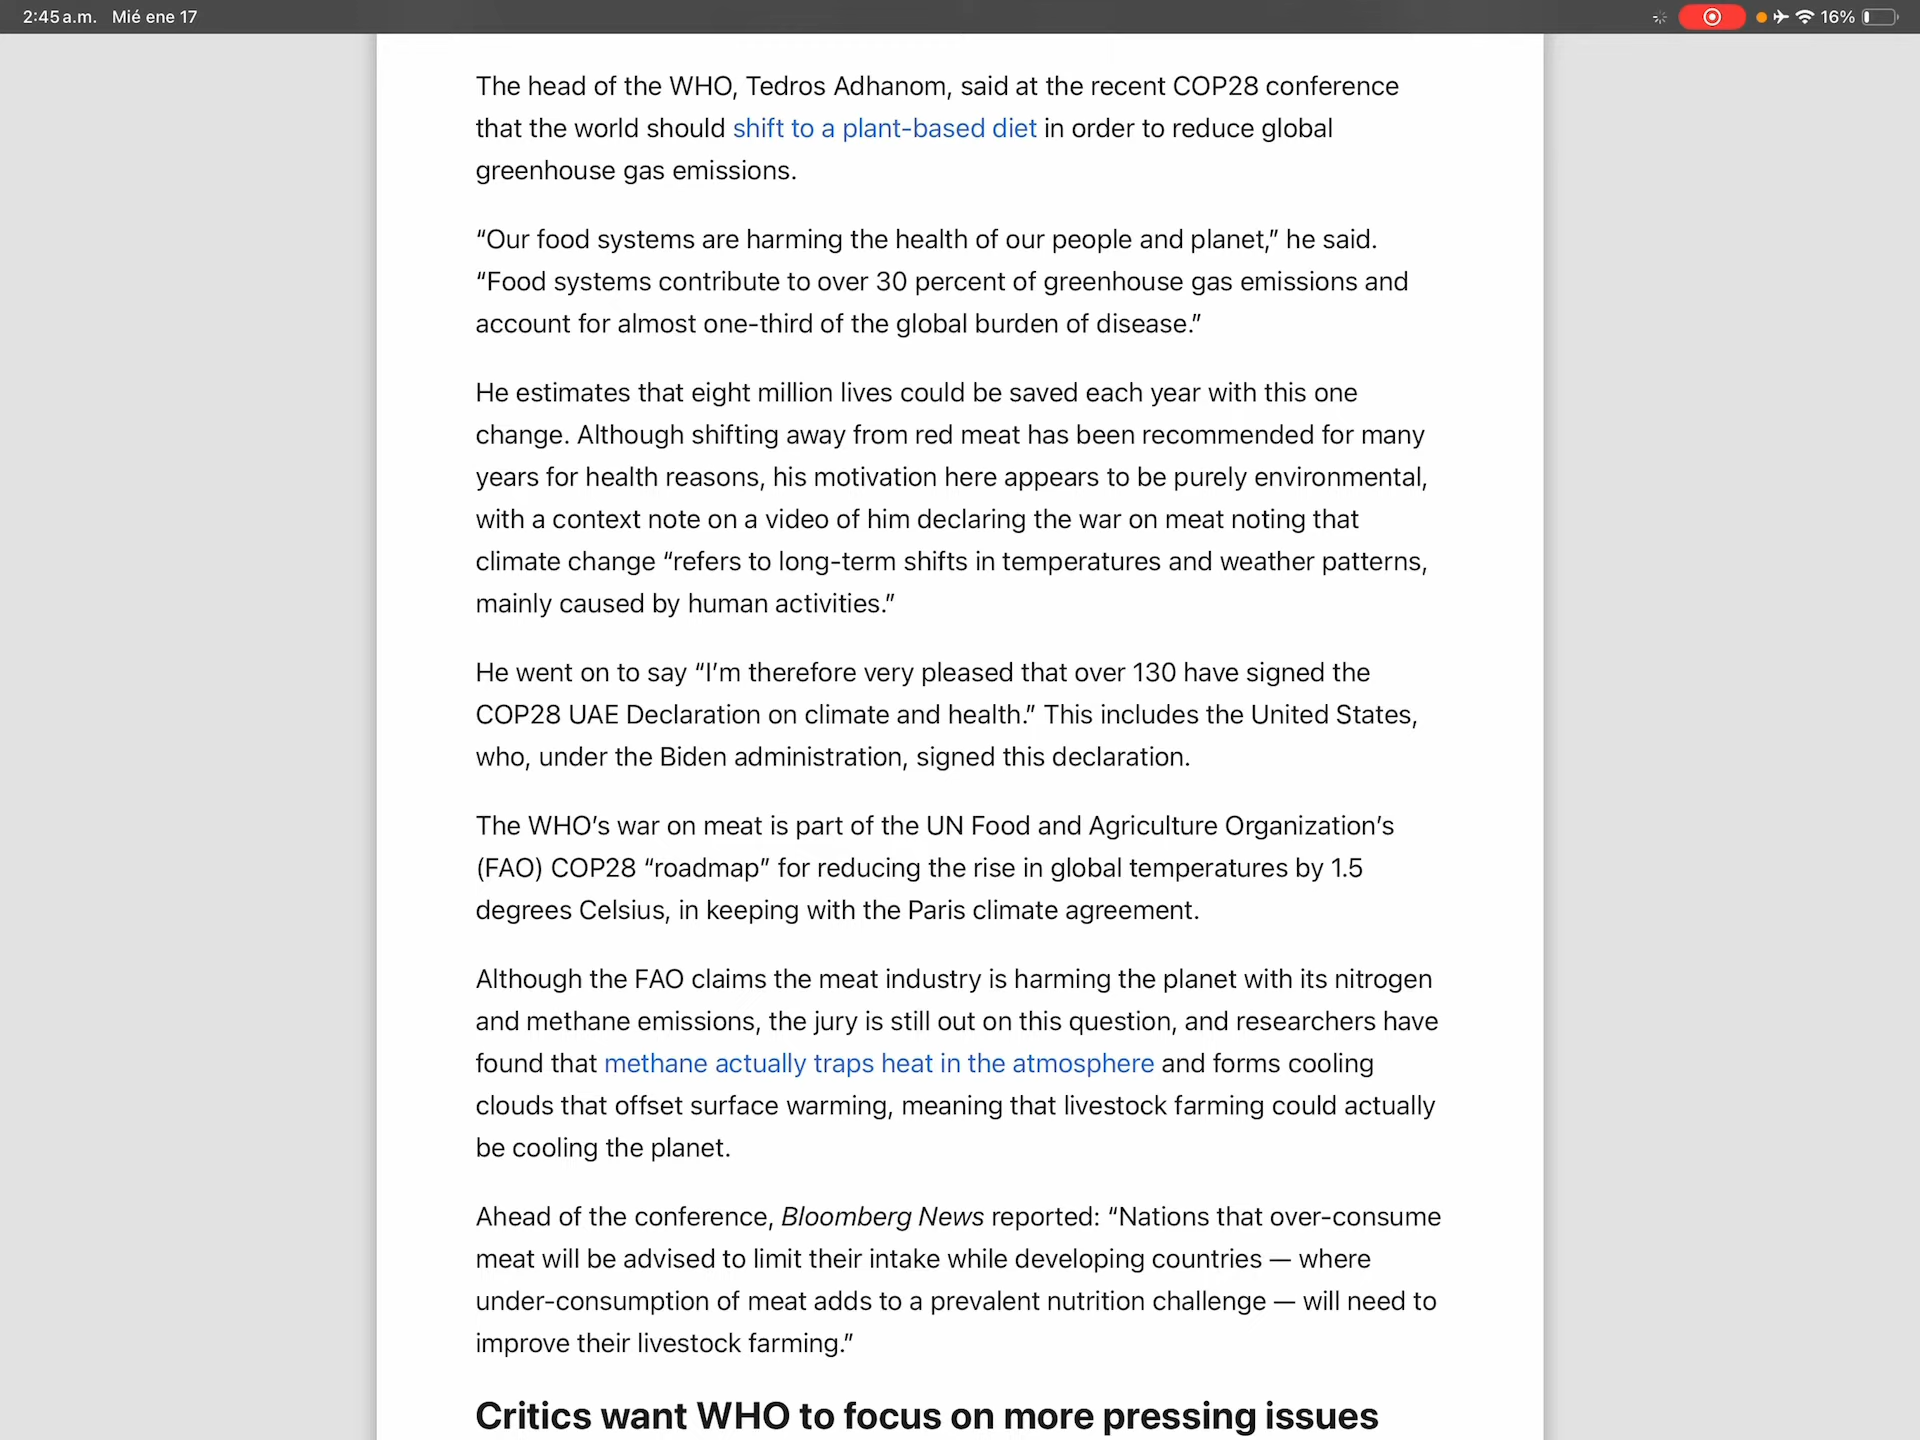 2:45 a.m. Mié ene 17
16%
The head of the WHO, Tedros Adhanom, said at the recent COP28 conference
that the world should shift to a plant-based diet in order to reduce global
greenhouse gas emissions.
“Our food systems are harming the health of our people and planet,” he said.
“Food systems contribute to over 30 percent of greenhouse gas emissions and
account for almost one-third of the global burden of disease.”
He estimates that eight million lives could be saved each year with this one
change. Although shifting away from red meat has been recommended for many
years for health reasons, his motivation here appears to be purely environmental,
with a context note on a video of him declaring the war on meat noting that
climate change “refers to long-term shifts in temperatures and weather patterns,
mainly caused by human activities.”
He went on to say “I’m therefore very pleased that over 130 have signed the
COP28 UAE Declaration on climate and health.” This includes the United States,
who, under the Biden administration, signed this declaration.
The WHO’s war on meat is part of the UN Food and Agriculture Organization’s
(FAO) COP28 “roadmap” for reducing the rise in global temperatures by 1.5
degrees Celsius, in keeping with the Paris climate agreement.
Although the FAO claims the meat industry is harming the planet with its nitrogen
and methane emissions, the jury is still out on this question, and researchers have
found that methane actually traps heat in the atmosphere and forms cooling
clouds that offset surface warming, meaning that livestock farming could actually
be cooling the planet.
Ahead of the conference, Bloomberg News reported: “Nations that over-consume
meat will be advised to limit their intake while developing countries — where
under-consumption of meat adds to a prevalent nutrition challenge — will need to
improve their livestock farming.”
Critics want WHO to focus on more pressing issues